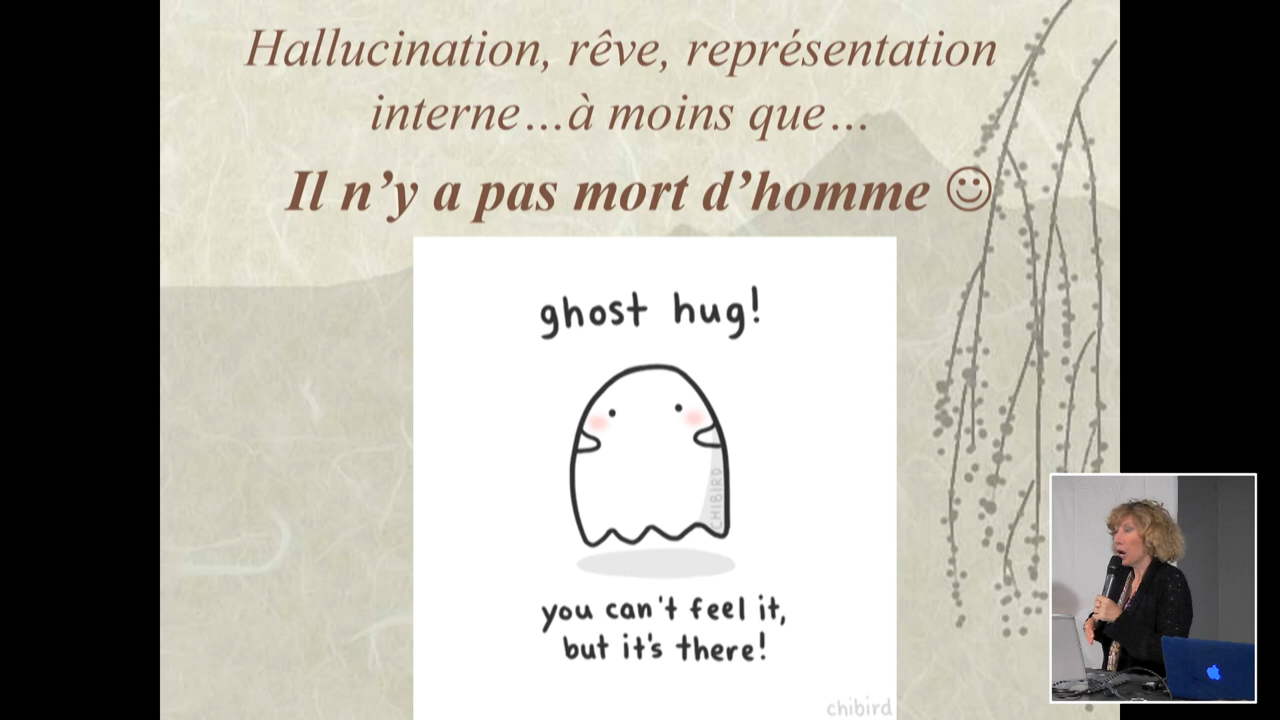 Hallucination, rêve, représentation
interne…à moins que…
Il n’y a pas mort d’homme ☺
ghost hug!
CHIBIRD
you can't feel it,
but it's there!
chibird